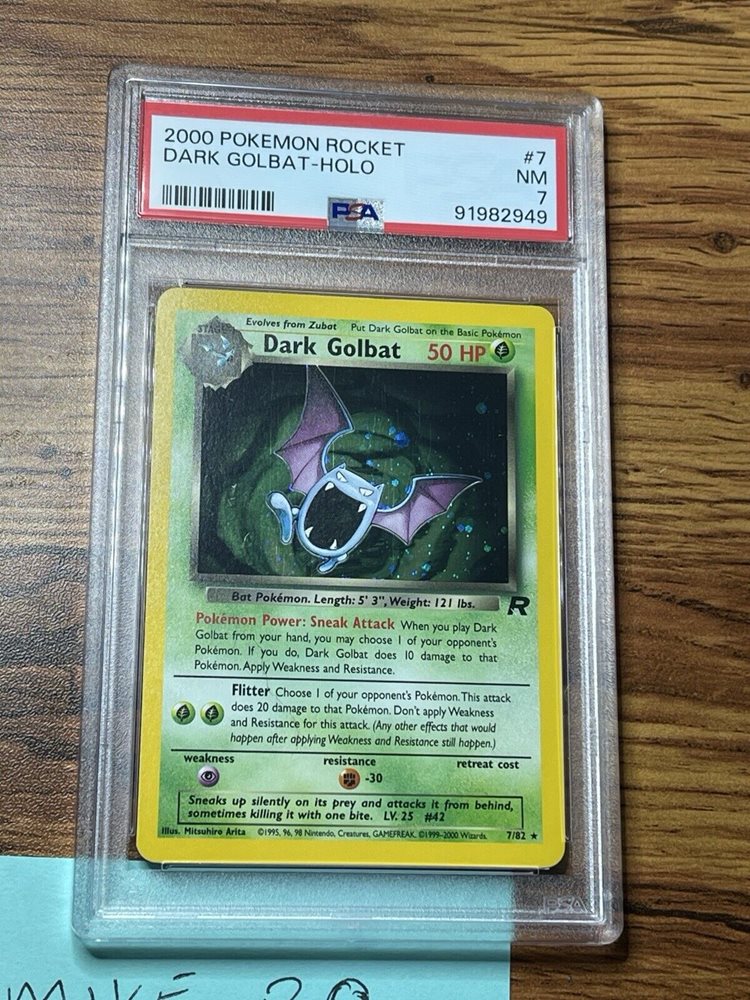 2000 POKEMON ROCKET #7
DARK GOLBAT-HOLO NM
7
PSA 91982949
STAGE
Evolves from Zubat Put Dark Golbat on the Basic Pokémon
Dark Golbat 50 HP
Bat Pokémon. Length: 5' 3", Weight: 121 lbs.
R
Pokémon Power: Sneak Attack When you play Dark
Golbat from your hand, you may choose 1 of your opponent's
Pokémon. If you do, Dark Golbat does 10 damage to that
Pokémon. Apply Weakness and Resistance.
Flitter Choose 1 of your opponent's Pokémon. This attack
does 20 damage to that Pokémon. Don't apply Weakness
and Resistance for this attack. (Any other effects that would
happen after applying Weakness and Resistance still happen.)
weakness resistance retreat cost
-30
Sneaks up silently on its prey and attacks it from behind,
sometimes killing it with one bite. LV. 25 #42
Illus. Mitsuhiro Arita ©1995, 96, 98 Nintendo, Creatures, GAMEFREAK. ©1999-2000 Wizards. 7/82 ★
PSA
MIKE